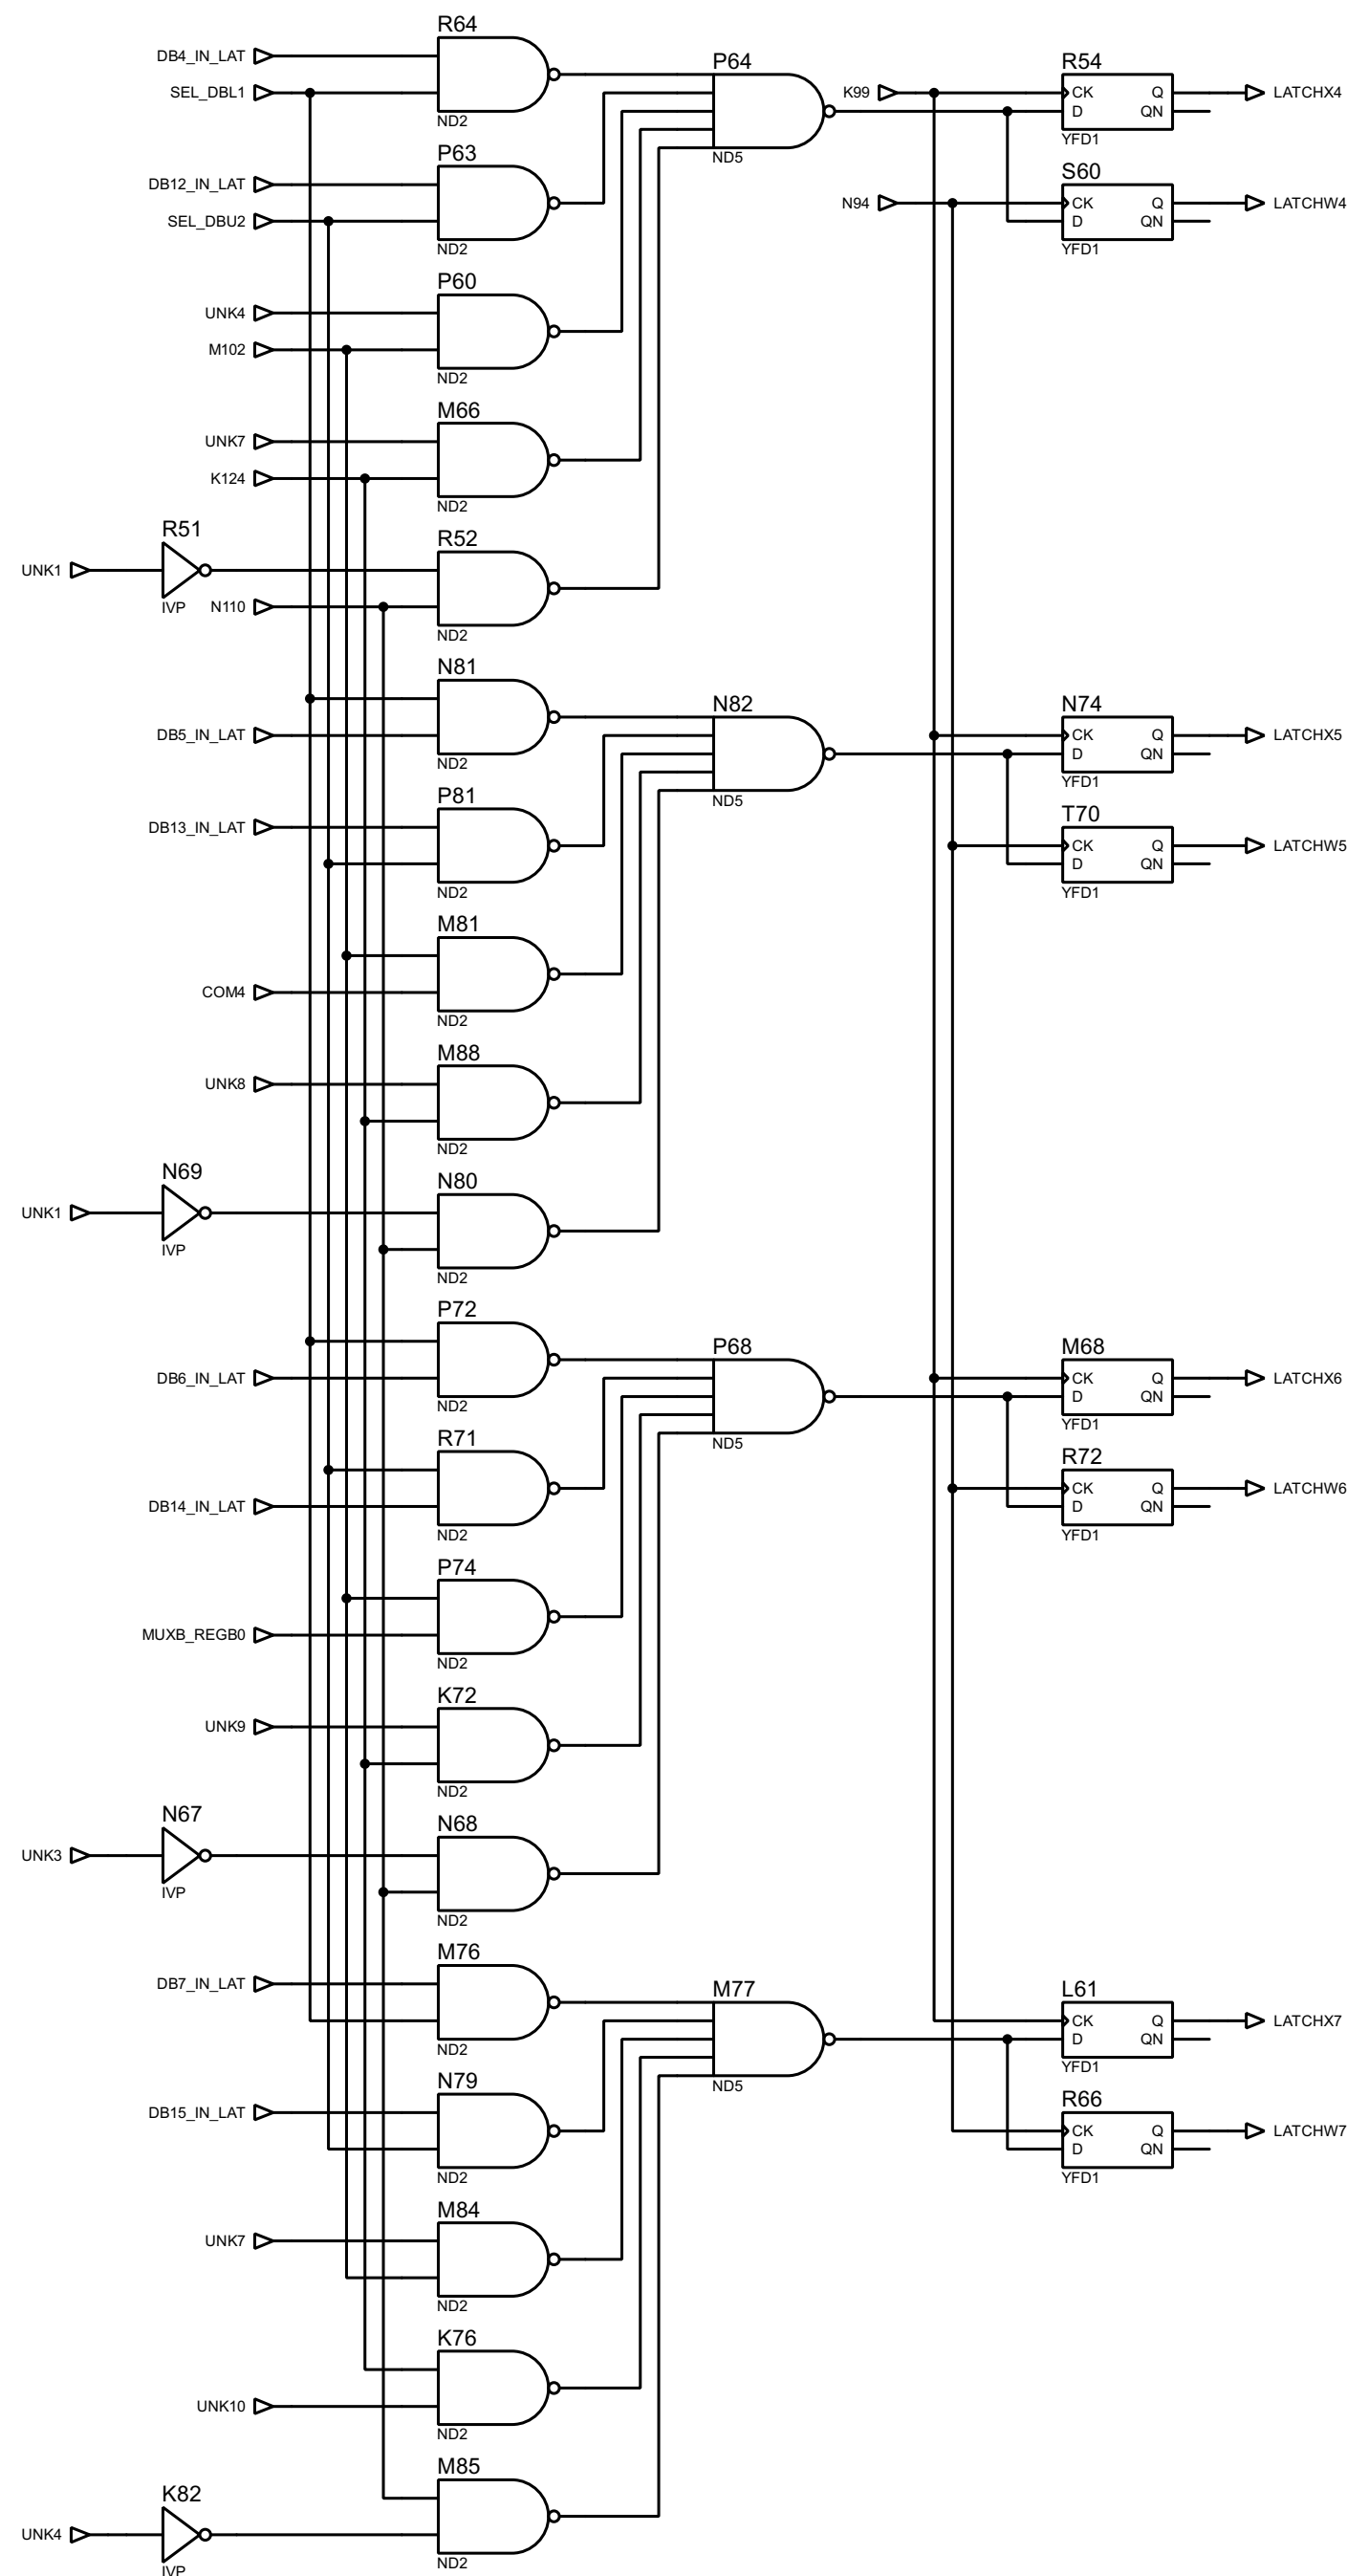 R64
DB4_IN_LAT
SEL_DBL1
ND2
P64
ND5
K99
R54
CK Q
D QN
YFD1
LATCHX4
P63
DB12_IN_LAT
SEL_DBU2
ND2
N94
S60
CK Q
D QN
YFD1
LATCHW4
P60
UNK4
M102
ND2
M66
UNK7
K124
ND2
R51
UNK1
IVP
N110
R52
ND2
N81
DB5_IN_LAT
ND2
N82
ND5
N74
CK Q
D QN
YFD1
LATCHX5
P81
DB13_IN_LAT
ND2
T70
CK Q
D QN
YFD1
LATCHW5
M81
COM4
ND2
M88
UNK8
ND2
N69
UNK1
IVP
N80
ND2
P72
DB6_IN_LAT
ND2
P68
ND5
M68
CK Q
D QN
YFD1
LATCHX6
R71
DB14_IN_LAT
ND2
R72
CK Q
D QN
YFD1
LATCHW6
P74
MUXB_REGB0
ND2
K72
UNK9
ND2
N67
UNK3
IVP
N68
ND2
M76
DB7_IN_LAT
ND2
M77
ND5
L61
CK Q
D QN
YFD1
LATCHX7
N79
DB15_IN_LAT
ND2
R66
CK Q
D QN
YFD1
LATCHW7
M84
UNK7
ND2
K76
UNK10
ND2
K82
UNK4
IVP
M85
ND2